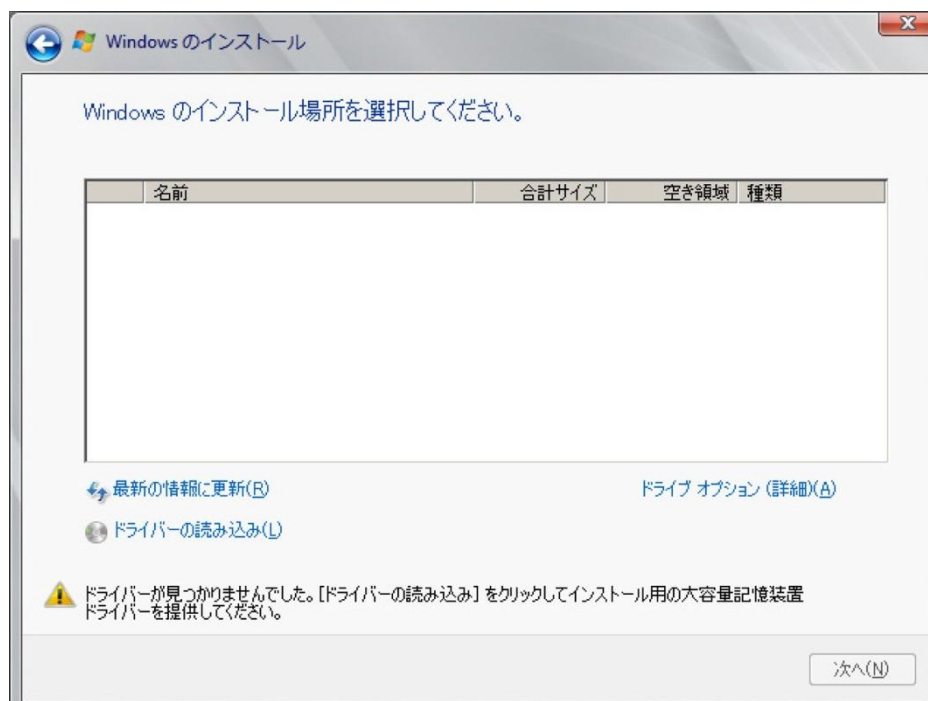 Windows のインストール
Windows のインストール場所を選択してください。
名前 合計サイズ 空き領域 種類
最新の情報に更新(R) ドライブ オプション (詳細)(A)
ドライバーの読み込み(L)
ドライバーが見つかりませんでした。[ドライバーの読み込み] をクリックしてインストール用の大容量記憶装置
ドライバーを提供してください。
次へ(N)